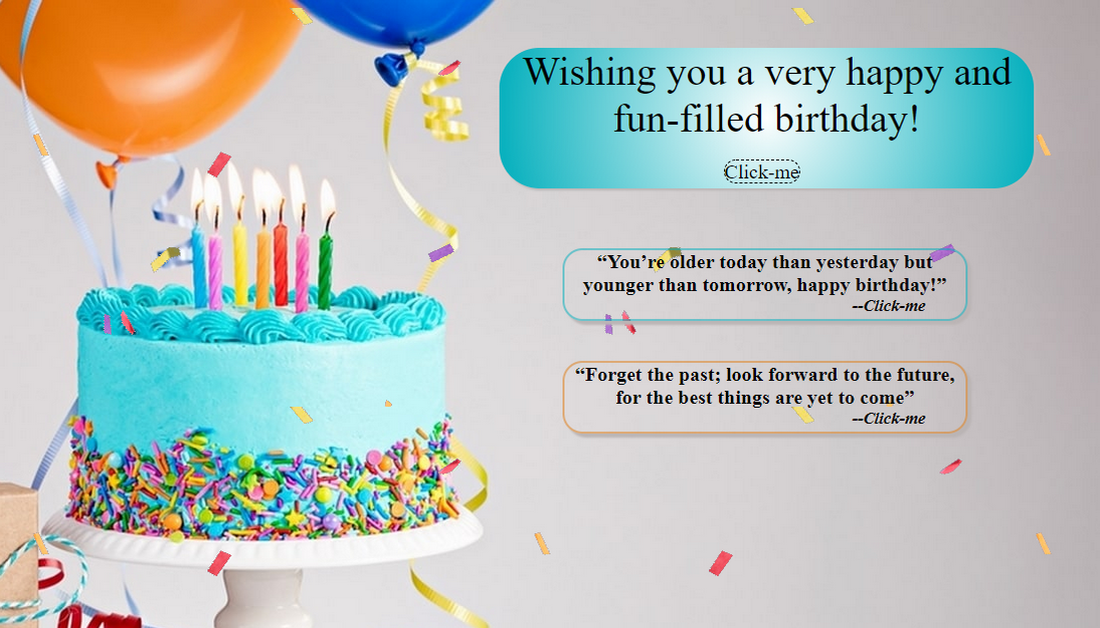 Wishing you a very happy and
fun-filled birthday!
Click-me
“You’re older today than yesterday but
younger than tomorrow, happy birthday!”
--Click-me
“Forget the past; look forward to the future,
for the best things are yet to come”
--Click-me